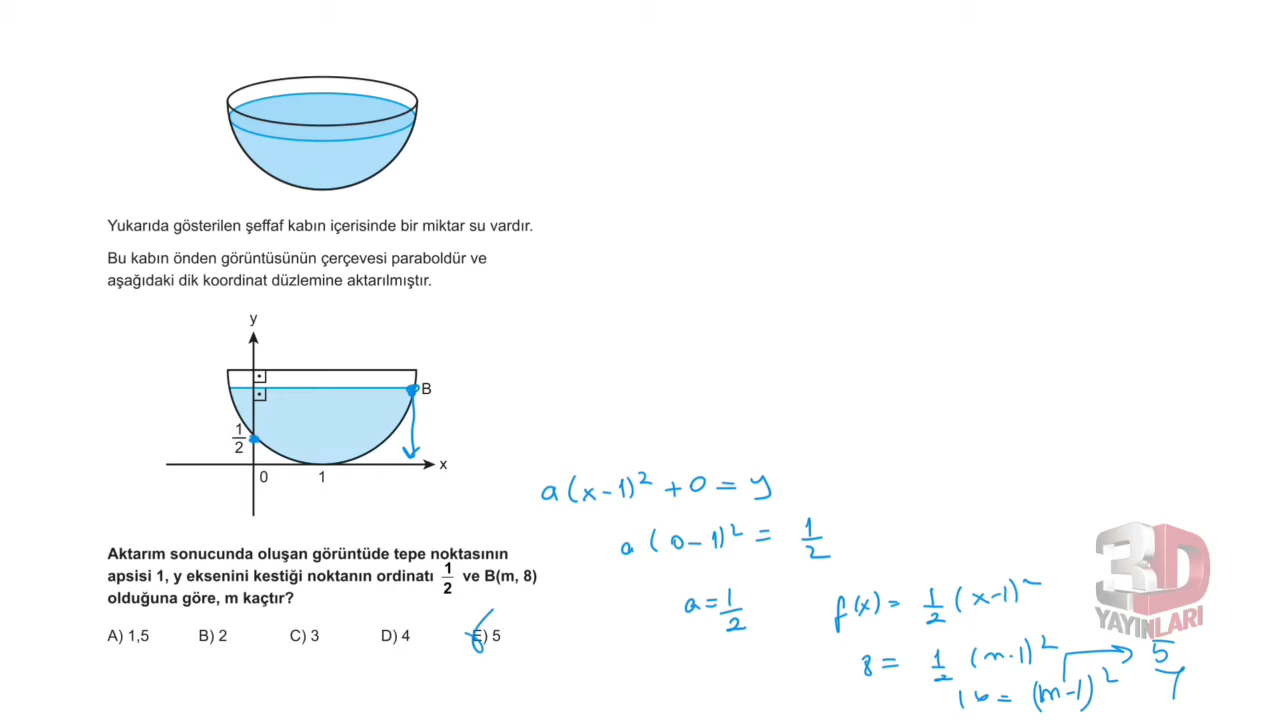 Yukarıda gösterilen şeffaf kabın içerisinde bir miktar su vardır.
Bu kabın önden görüntüsünün çerçevesi paraboldür ve
aşağıdaki dik koordinat düzlemine aktarılmıştır.
y
B
1/2
x
0 1
Aktarım sonucunda oluşan görüntüde tepe noktasının
apsisi 1, y eksenini kestiği noktanın ordinatı 1/2 ve B(m, 8)
olduğuna göre, m kaçtır?
A) 1,5 B) 2 C) 3 D) 4 E) 5
a(x-1)² + 0 = y
a(0-1)² = 1/2
a = 1/2
f(x) = 1/2 (x-1)²
8 = 1/2 (m-1)²
16 = (m-1)² 5
3D
YAYINLARI